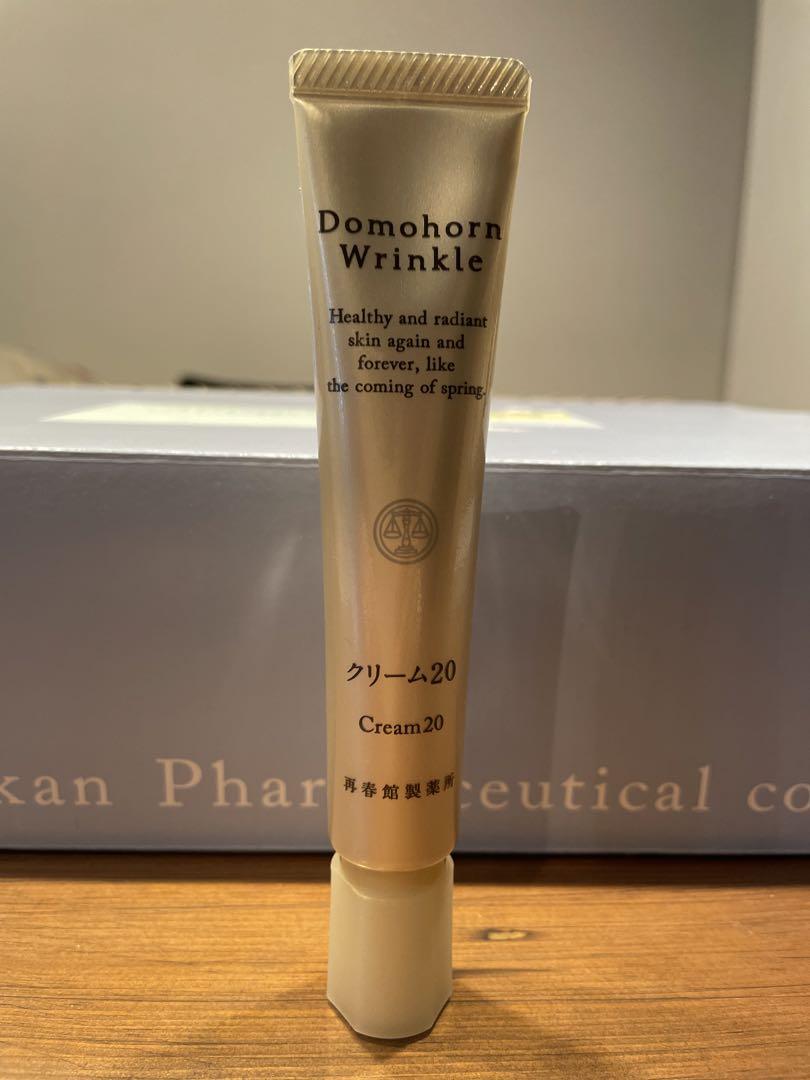 Domohorn
Wrinkle
Healthy and radiant
skin again and
forever, like
the coming of spring.
クリーム20
Cream20
再春館製薬所
kan Phar ceutical co